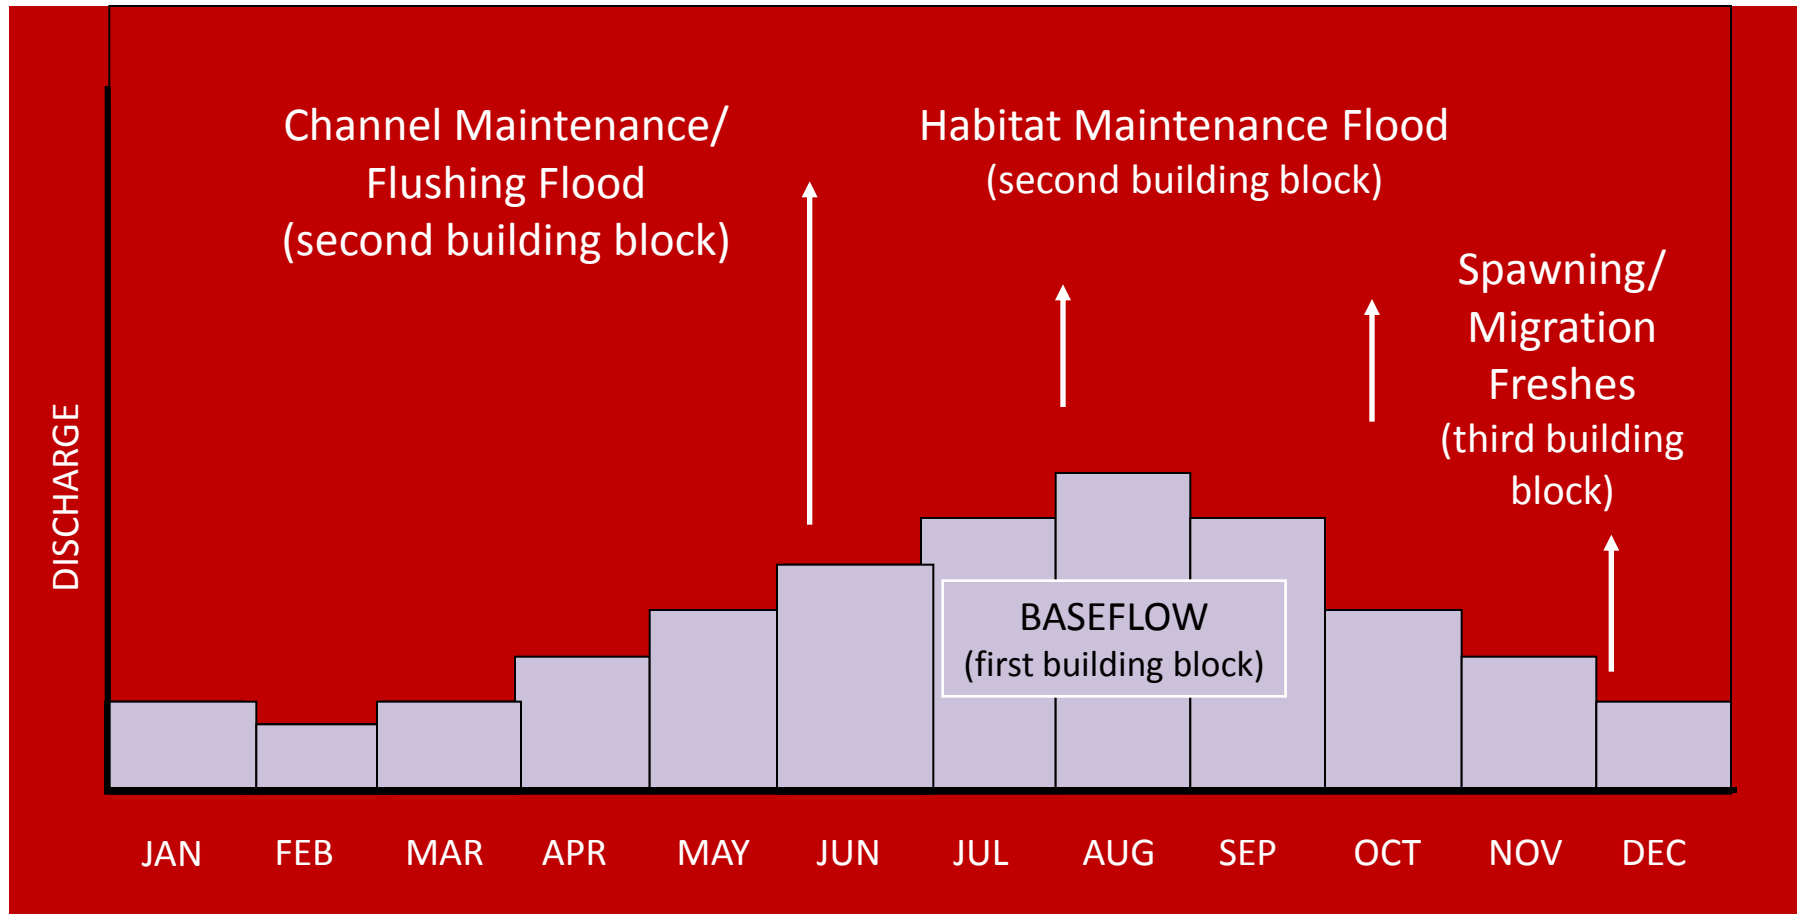 Channel Maintenance/
Flushing Flood
(second building block)
Habitat Maintenance Flood
(second building block)
Spawning/
Migration
Freshes
(third building
block)
DISCHARGE
BASEFLOW
(first building block)
JAN FEB MAR APR MAY JUN JUL AUG SEP OCT NOV DEC